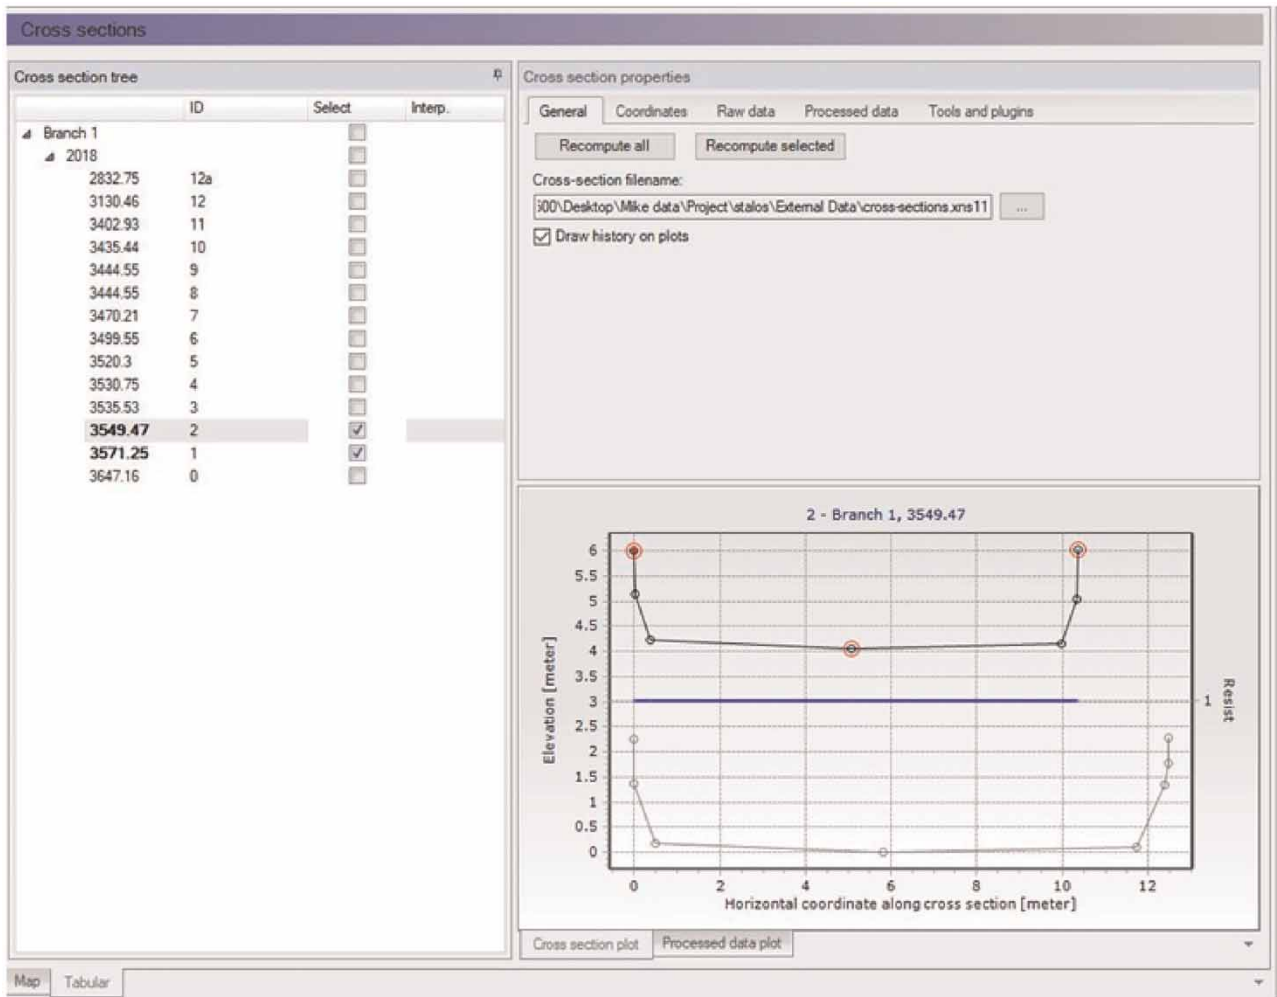 Cross sections
Cross section tree
ID Select Interp.
Branch 1
2018
2832.75 12a
3130.46 12
3402.93 11
3435.44 10
3444.55 9
3444.55 8
3470.21 7
3499.55 6
3520.3 5
3530.75 4
3535.53 3
3549.47 2
3571.25 1
3647.16 0
Cross section properties
General Coordinates Raw data Processed data Tools and plugins
Recompute all Recompute selected
Cross-section filename:
00\Desktop\Mike data\Project\stalos\External Data\cross-sections.xns11 ...
Draw history on plots
2 - Branch 1, 3549.47
6
5.5
5
4.5
4
3.5
3
2.5
2
1.5
1
0.5
0
Elevation [meter]
1
Resist
0 2 4 6 8 10 12
Horizontal coordinate along cross section [meter]
Cross section plot Processed data plot
Map Tabular